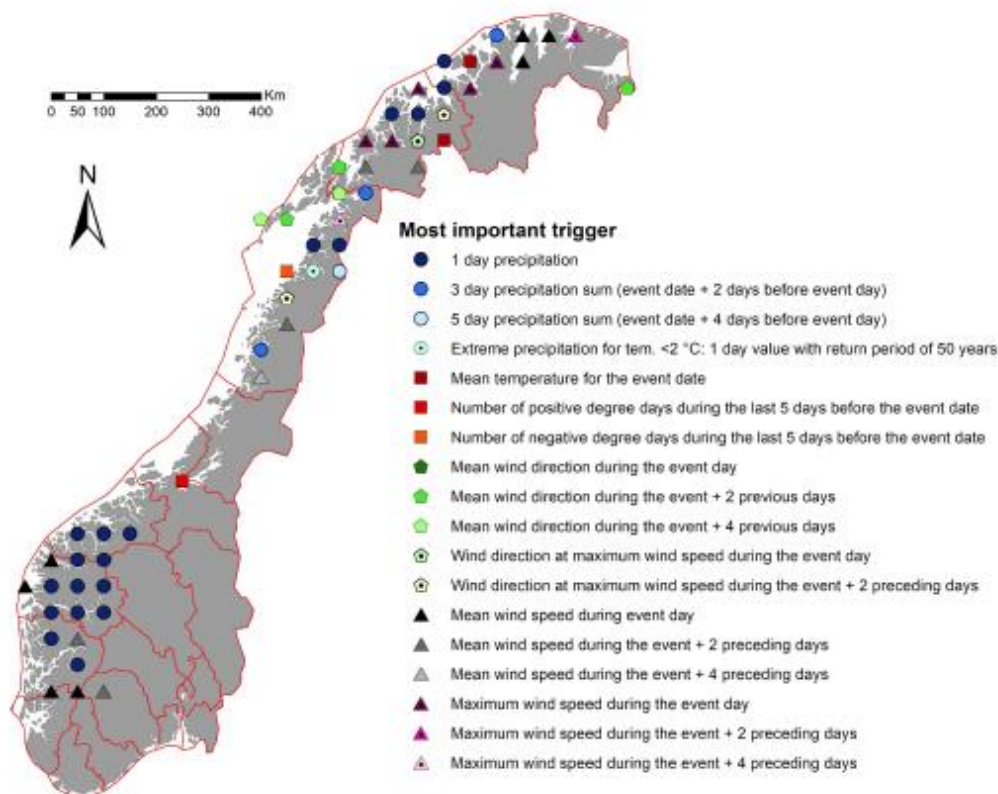 Km
0 50 100 200 300 400
N
Most important trigger
1 day precipitation
3 day precipitation sum (event date + 2 days before event day)
5 day precipitation sum (event date + 4 days before event day)
Extreme precipitation for tem. <2 °C: 1 day value with return period of 50 years
Mean temperature for the event date
Number of positive degree days during the last 5 days before the event date
Number of negative degree days during the last 5 days before the event date
Mean wind direction during the event day
Mean wind direction during the event + 2 previous days
Mean wind direction during the event + 4 previous days
Wind direction at maximum wind speed during the event day
Wind direction at maximum wind speed during the event + 2 preceding days
Mean wind speed during event day
Mean wind speed during the event + 2 preceding days
Mean wind speed during the event + 4 preceding days
Maximum wind speed during the event day
Maximum wind speed during the event + 2 preceding days
Maximum wind speed during the event + 4 preceding days